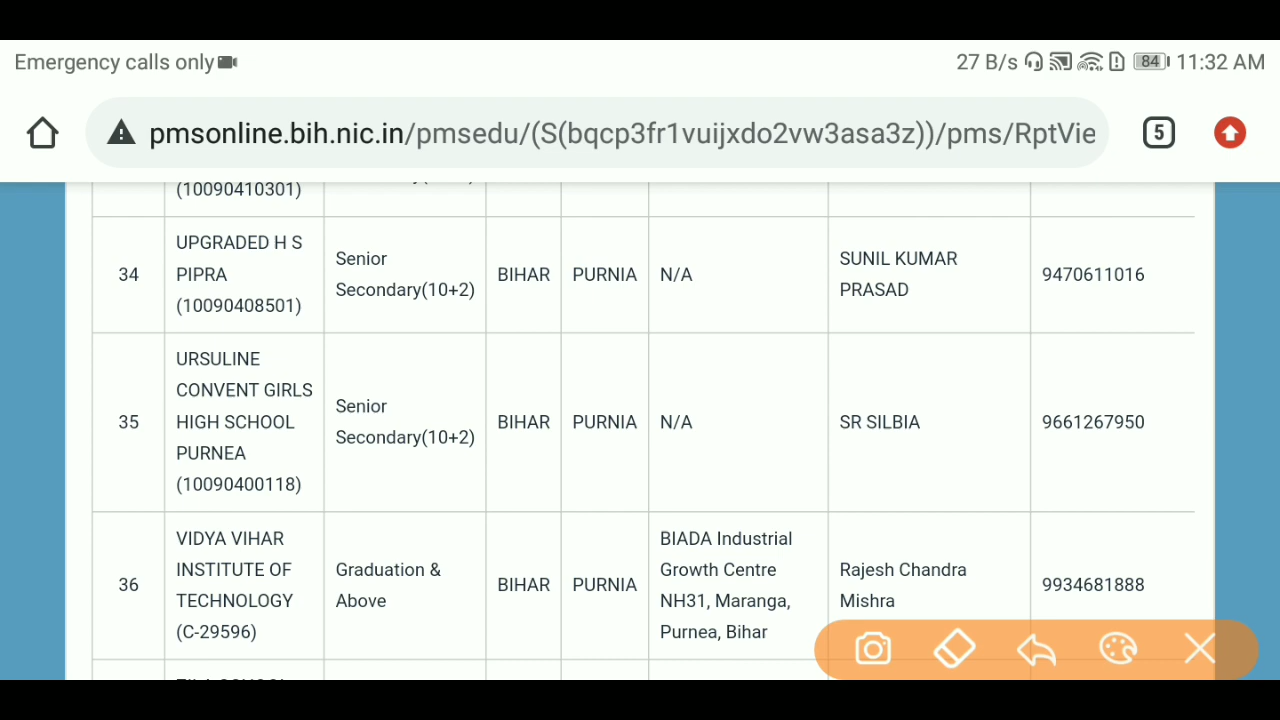 Emergency calls only
27 B/s 84 11:32 AM
pmsonline.bih.nic.in/pmsedu/(S(bqcp3fr1vuijxdo2vw3asa3z))/pms/RptVie 5
(10090410301)
34
UPGRADED H S
PIPRA
(10090408501)
Senior
Secondary(10+2)
BIHAR
PURNIA
N/A
SUNIL KUMAR
PRASAD
9470611016
35
URSULINE
CONVENT GIRLS
HIGH SCHOOL
PURNEA
(10090400118)
Senior
Secondary(10+2)
BIHAR
PURNIA
N/A
SR SILBIA
9661267950
36
VIDYA VIHAR
INSTITUTE OF
TECHNOLOGY
(C-29596)
Graduation &
Above
BIHAR
PURNIA
BIADA Industrial
Growth Centre
NH31, Maranga,
Purnea, Bihar
Rajesh Chandra
Mishra
9934681888